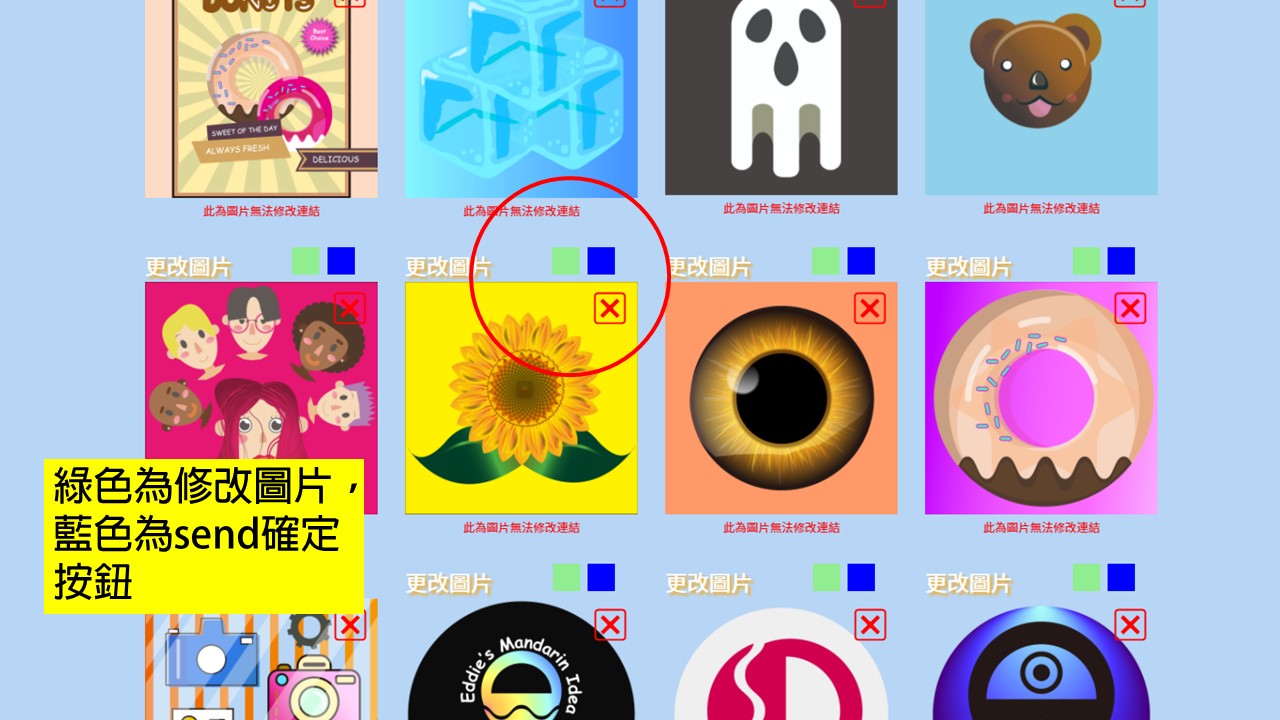 DONUTS
Best
Choice
SWEET OF THE DAY
ALWAYS FRESH
DELICIOUS
此為圖片無法修改連結
此為圖片無法修改連結
此為圖片無法修改連結
此為圖片無法修改連結
更改圖片
更改圖片
更改圖片
更改圖片
此為圖片無法修改連結
此為圖片無法修改連結
此為圖片無法修改連結
綠色為修改圖片，
藍色為send確定
按鈕
更改圖片
更改圖片
更改圖片
Eddie's Mandarin Idea